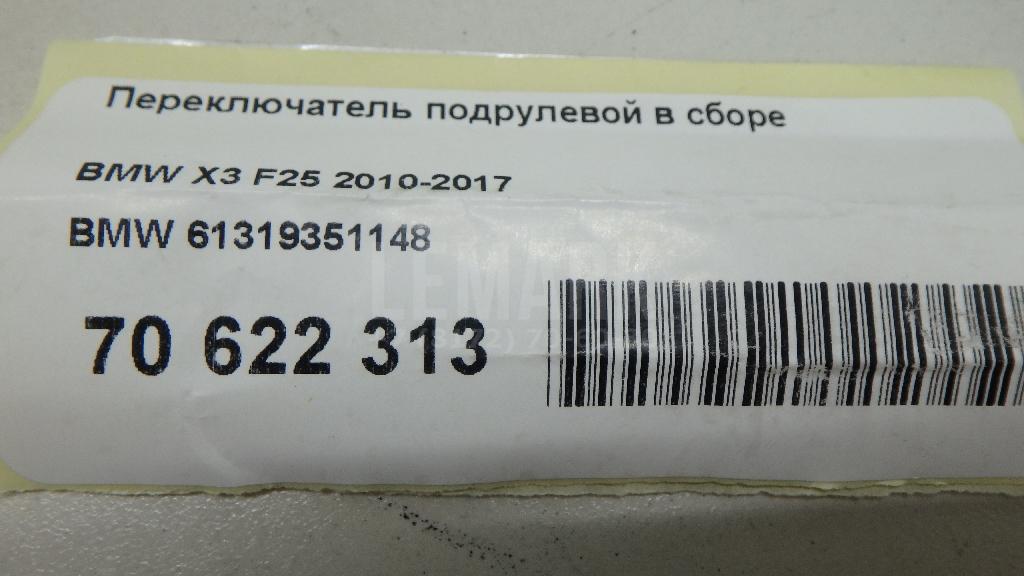 Переключатель подрулевой в сборе
BMW X3 F25 2010-2017
BMW 61319351148
70 622 313